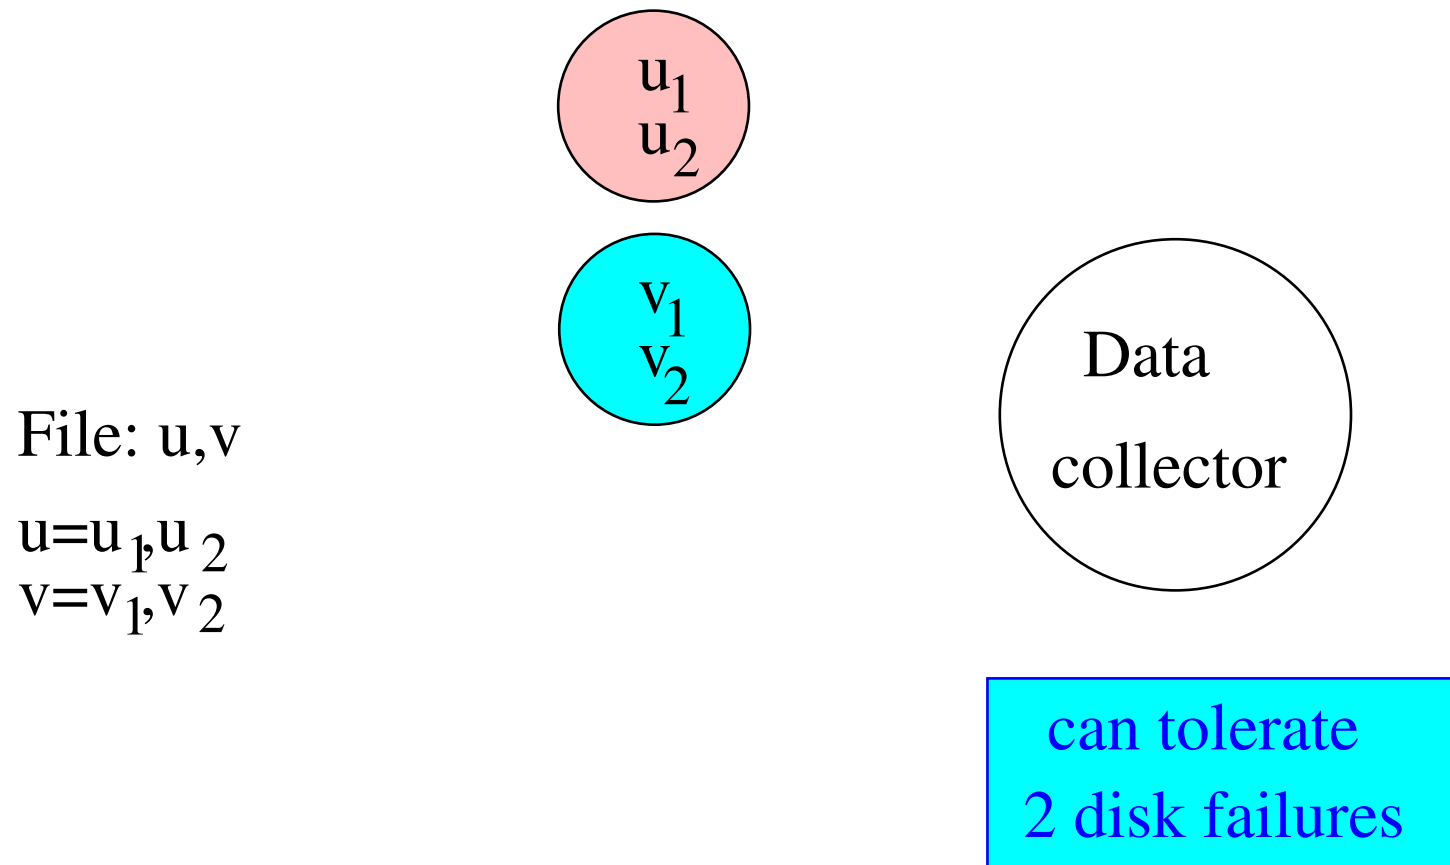 u₁
u₂
v₁
v₂
Data
collector
File: u,v
u=u₁,u₂
v=v₁,v₂
can tolerate
2 disk failures